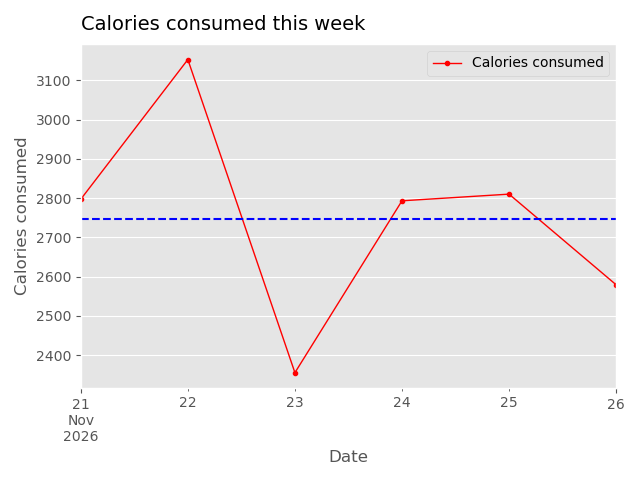 Calories consumed this week
Calories consumed
3100
3000
2900
2800
2700
2600
2500
2400
Calories consumed
21 22 23 24 25 26
Nov
2026
Date